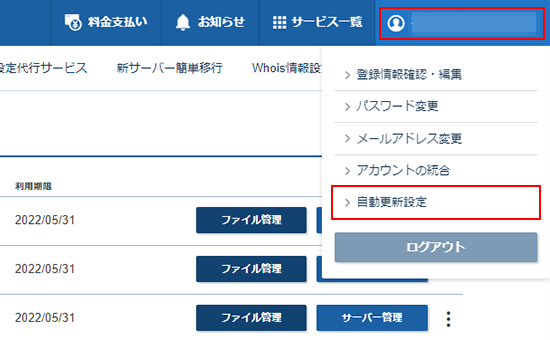 料金支払い お知らせ サービス一覧
設定代行サービス 新サーバー簡単移行 Whois情報設
登録情報確認・編集
パスワード変更
メールアドレス変更
アカウントの統合
自動更新設定
ログアウト
利用期限
2022/05/31 ファイル管理
2022/05/31 ファイル管理
2022/05/31 ファイル管理 サーバー管理